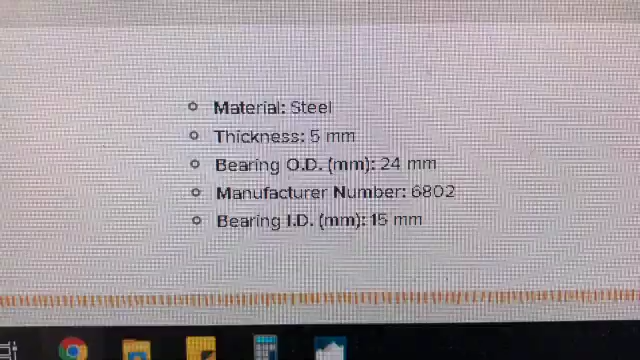 Material: Steel
Thickness: 5 mm
Bearing O.D. (mm): 24 mm
Manufacturer Number: 6802
Bearing I.D. (mm): 15 mm